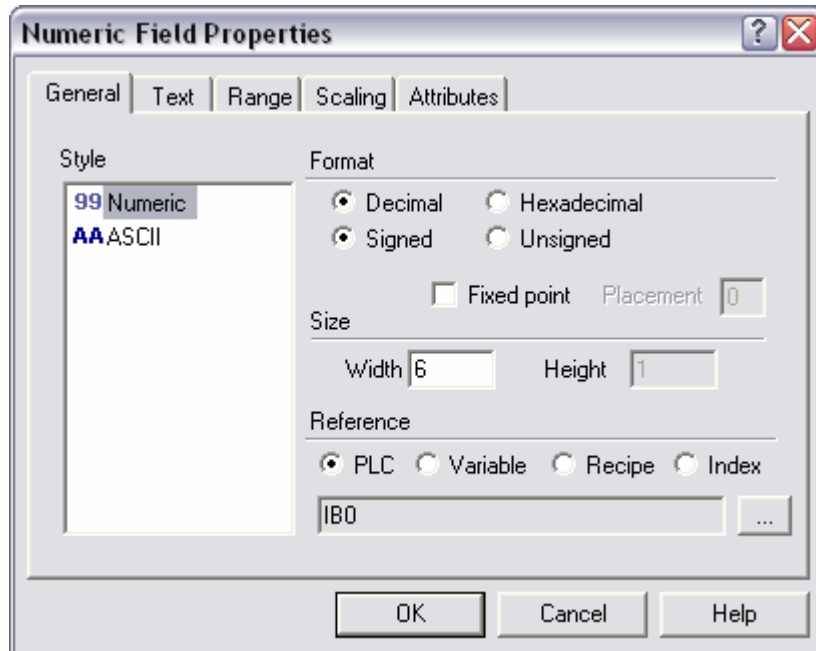 Numeric Field Properties
General Text Range Scaling Attributes
Style
99 Numeric
AA ASCII
Format
Decimal Hexadecimal
Signed Unsigned
Fixed point Placement 0
Size
Width 6 Height 1
Reference
PLC Variable Recipe Index
IB0 ...
OK Cancel Help